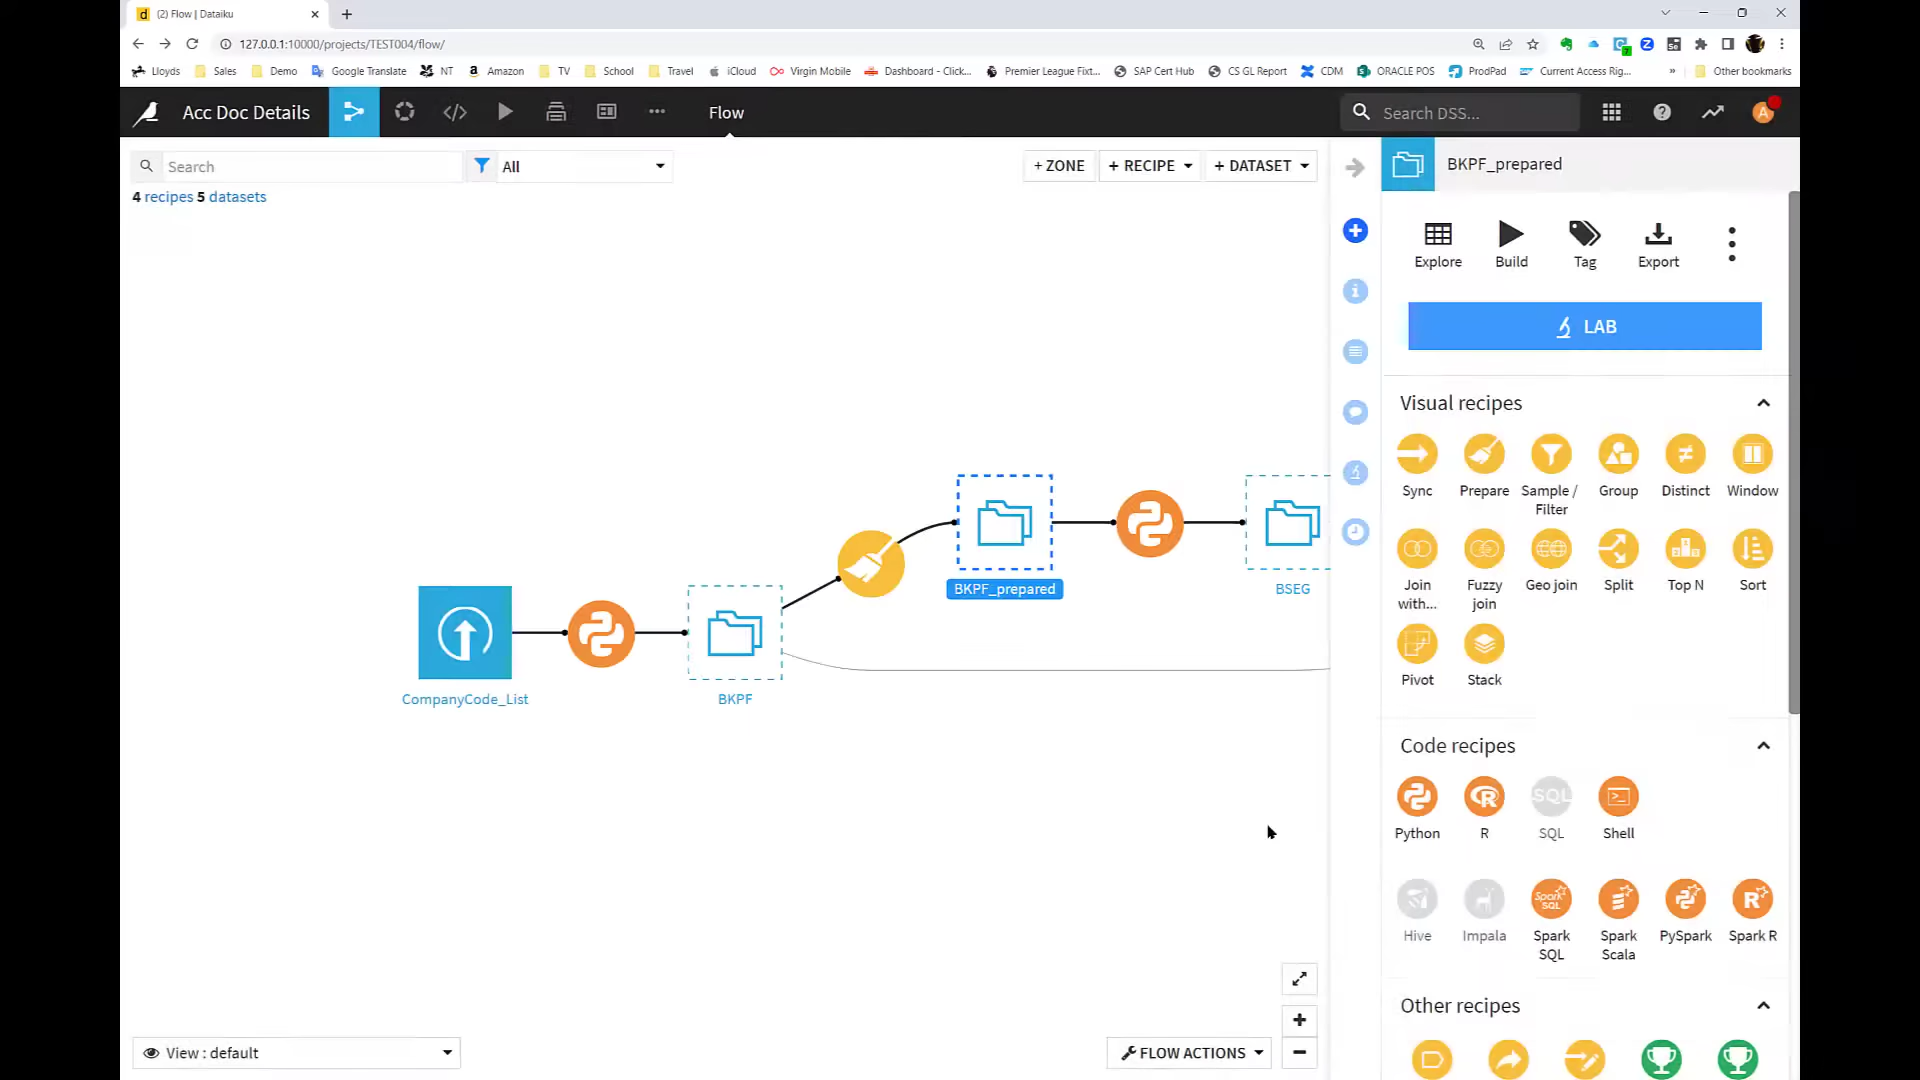 (2) Flow | Dataiku
127.0.0.1:10000/projects/TEST004/flow/
Lloyds Sales Demo Google Translate NT Amazon TV School Travel iCloud Virgin Mobile Dashboard - Click... Premier League Fixt... SAP Cert Hub CS GL Report CDM ORACLE POS ProdPad Current Access Rig... » Other bookmarks
Acc Doc Details Flow Search DSS... A
Search All + ZONE + RECIPE + DATASET BKPF_prepared
4 recipes 5 datasets
Explore Build Tag Export
LAB
Visual recipes
Sync Prepare Sample / Group Distinct Window
Filter
Join Fuzzy Geo join Split Top N Sort
with... join
Pivot Stack
BKPF_prepared BSEG
CompanyCode_List BKPF
Code recipes
SQL
Python R SQL Shell
Spark SQL
Hive Impala Spark Spark PySpark Spark R
SQL Scala
Other recipes
View : default FLOW ACTIONS